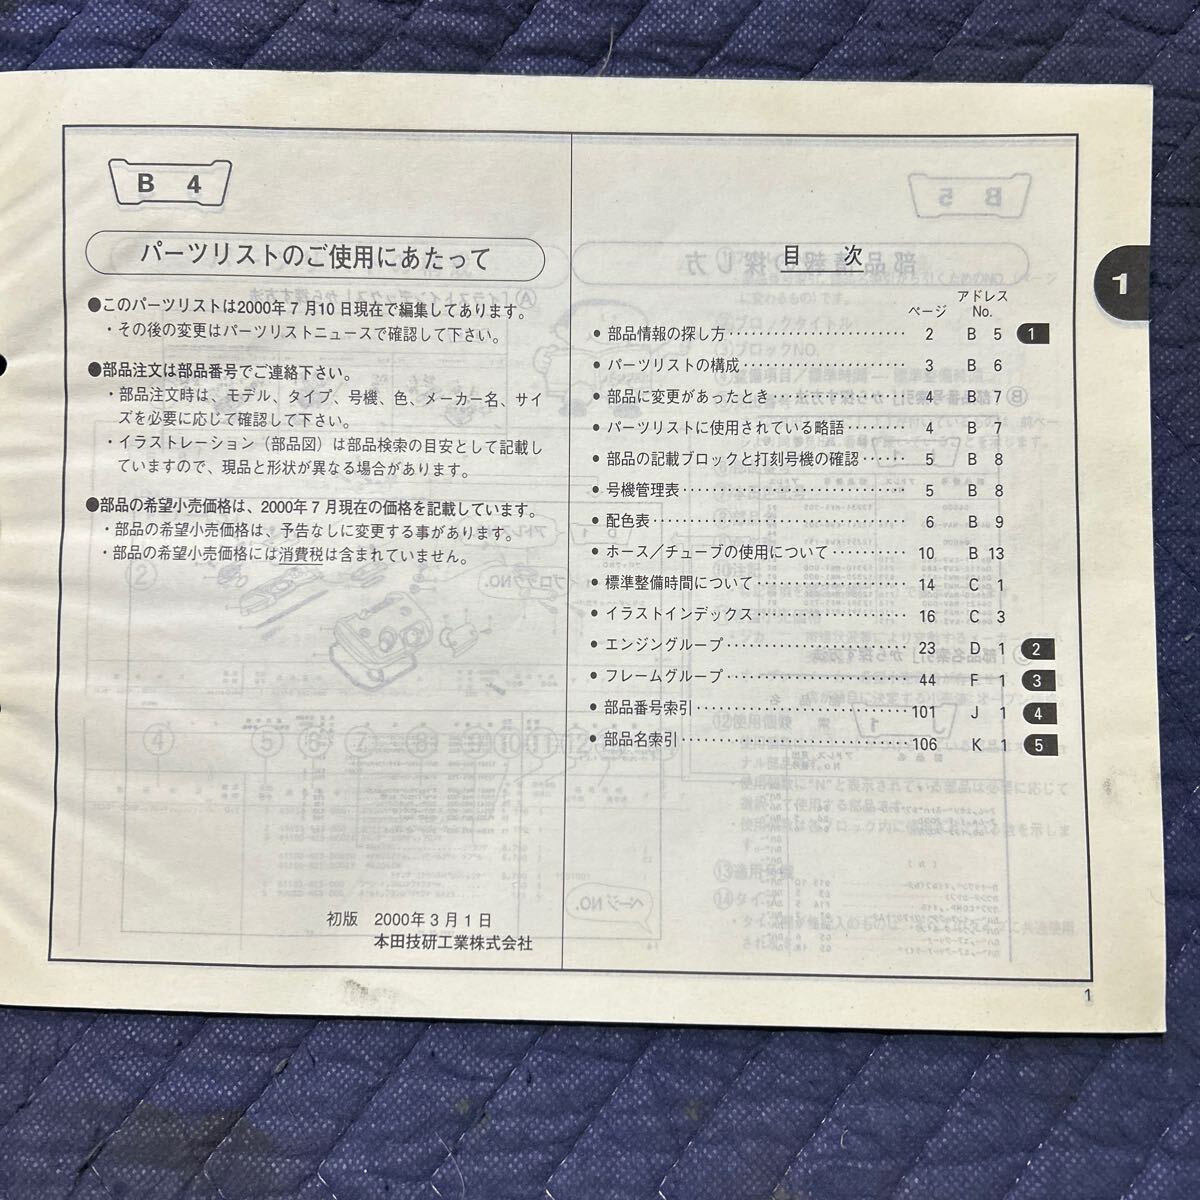 B 4
パーツリストのご使用にあたって
●このパーツリストは2000年7月10日現在で編集してあります。
・その後の変更はパーツリストニュースで確認して下さい。
●部品注文は部品番号でご連絡下さい。
・部品注文時は、モデル、タイプ、号機、色、メーカー名、サイ
ズを必要に応じて確認して下さい。
・イラストレーション（部品図）は部品検索の目安として記載し
ていますので、現品と形状が異なる場合があります。
●部品の希望小売価格は、2000年7月現在の価格を記載しています。
・部品の希望小売価格は、予告なしに変更する事があります。
・部品の希望小売価格には消費税は含まれていません。
初版 2000年3月1日
本田技研工業株式会社
目 次
ページ アドレスNo.
● 部品情報の探し方 2 B 5 1
● パーツリストの構成 3 B 6
● 部品に変更があったとき 4 B 7
● パーツリストに使用されている略語 4 B 7
● 部品の記載ブロックと打刻号機の確認 5 B 8
● 号機管理表 5 B 8
● 配色表 6 B 9
● ホース／チューブの使用について 10 B 13
● 標準整備時間について 14 C 1
● イラストインデックス 16 C 3
● エンジングループ 23 D 1 2
● フレームグループ 44 F 1 3
● 部品番号索引 101 J 1 4
● 部品名索引 106 K 1 5
1
1